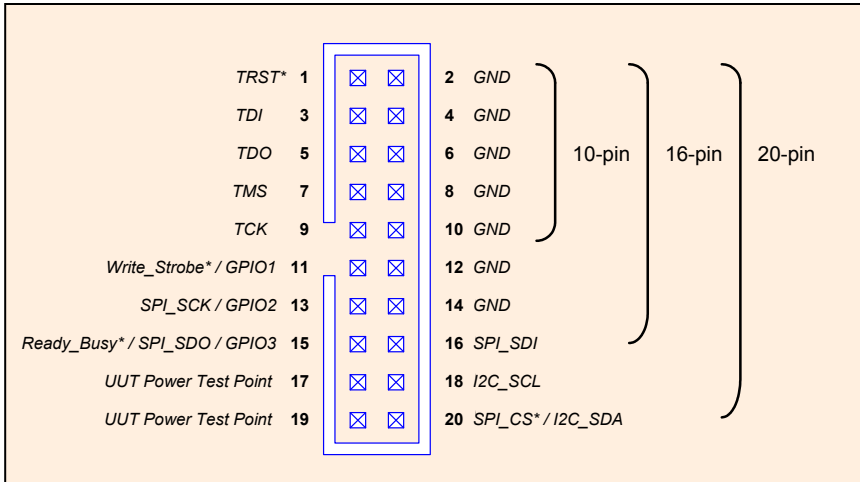 TRST* 1 2 GND
TDI 3 4 GND
TDO 5 6 GND 10-pin 16-pin 20-pin
TMS 7 8 GND
TCK 9 10 GND
Write_Strobe* / GPIO1 11 12 GND
SPI_SCK / GPIO2 13 14 GND
Ready_Busy* / SPI_SDO / GPIO3 15 16 SPI_SDI
UUT Power Test Point 17 18 I2C_SCL
UUT Power Test Point 19 20 SPI_CS* / I2C_SDA